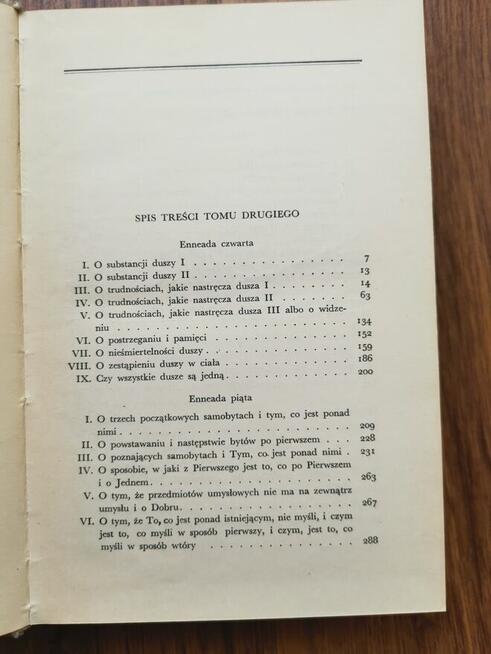 SPIS TREŚCI TOMU DRUGIEGO
Enneada czwarta
I. O substancji duszy I . . . . . . . . . . . . . . . . 7
II. O substancji duszy II . . . . . . . . . . . . . . . 13
III. O trudnościach, jakie nastręcza dusza I . . . . . . . 14
IV. O trudnościach, jakie nastręcza dusza II . . . . . . 63
V. O trudnościach, jakie nastręcza dusza III albo o widze-
niu . . . . . . . . . . . . . . . . . . . . . 134
VI. O postrzeganiu i pamięci . . . . . . . . . . . . . 152
VII. O nieśmiertelności duszy . . . . . . . . . . . . . 159
VIII. O zestąpieniu duszy w ciała . . . . . . . . . . . . 186
IX. Czy wszystkie dusze są jedną . . . . . . . . . . . 200
Enneada piąta
I. O trzech początkowych samobytach i tym, co jest ponad
nimi . . . . . . . . . . . . . . . . . . . . . 209
II. O powstawaniu i następstwie bytów po pierwszem . . . 228
III. O poznających samobytach i Tym, co jest ponad nimi . 231
IV. O sposobie, w jaki z Pierwszego jest to, co po Pierwszem
i o Jednem . . . . . . . . . . . . . . . . . . 263
V. O tym, że przedmiotów umysłowych nie ma na zewnątrz
umysłu i o Dobru . . . . . . . . . . . . . . . 267
VI. O tym, że To, co jest ponad istniejącym, nie myśli, i czym
jest to, co myśli w sposób pierwszy, i czym, jest to, co
myśli w sposób wtóry . . . . . . . . . . . . . 288